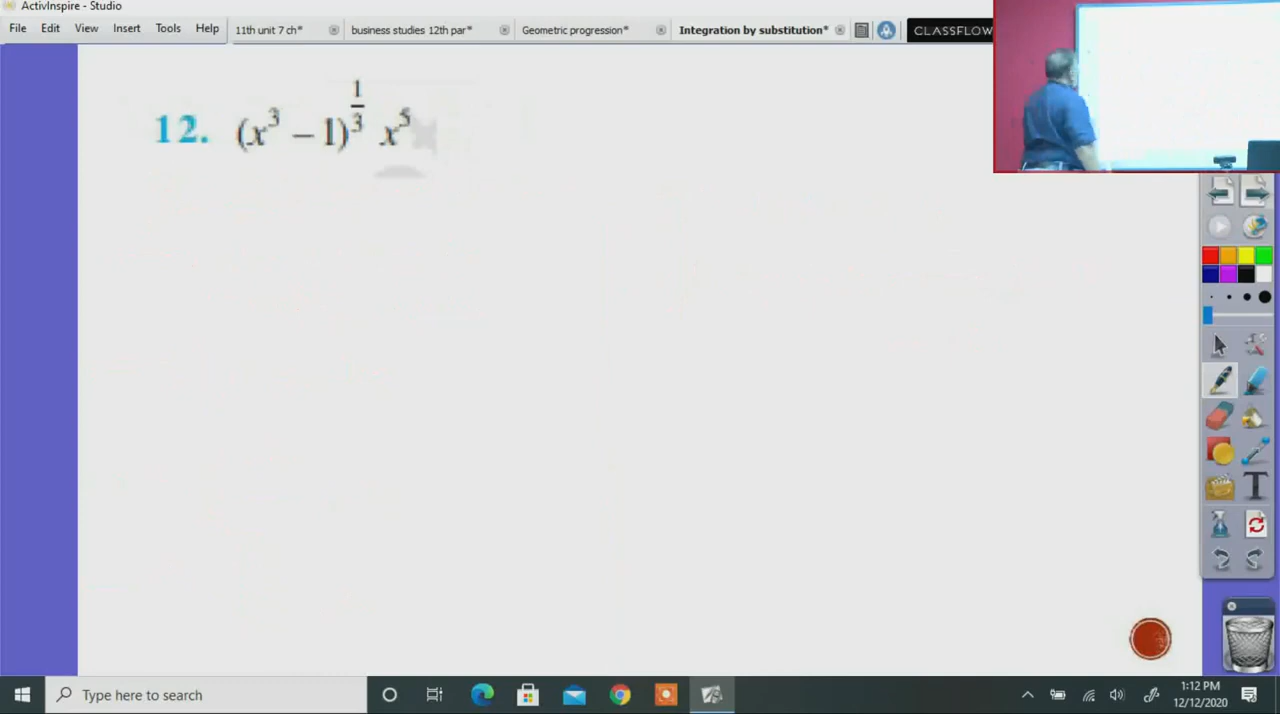 ActivInspire - Studio
File Edit View Insert Tools Help
11th unit 7 ch* business studies 12th par* Geometric progression* Integration by substitution* CLASSFLOW
12. (x³ − 1)^{1/3} x⁵
T
Type here to search
1:12 PM
12/12/2020